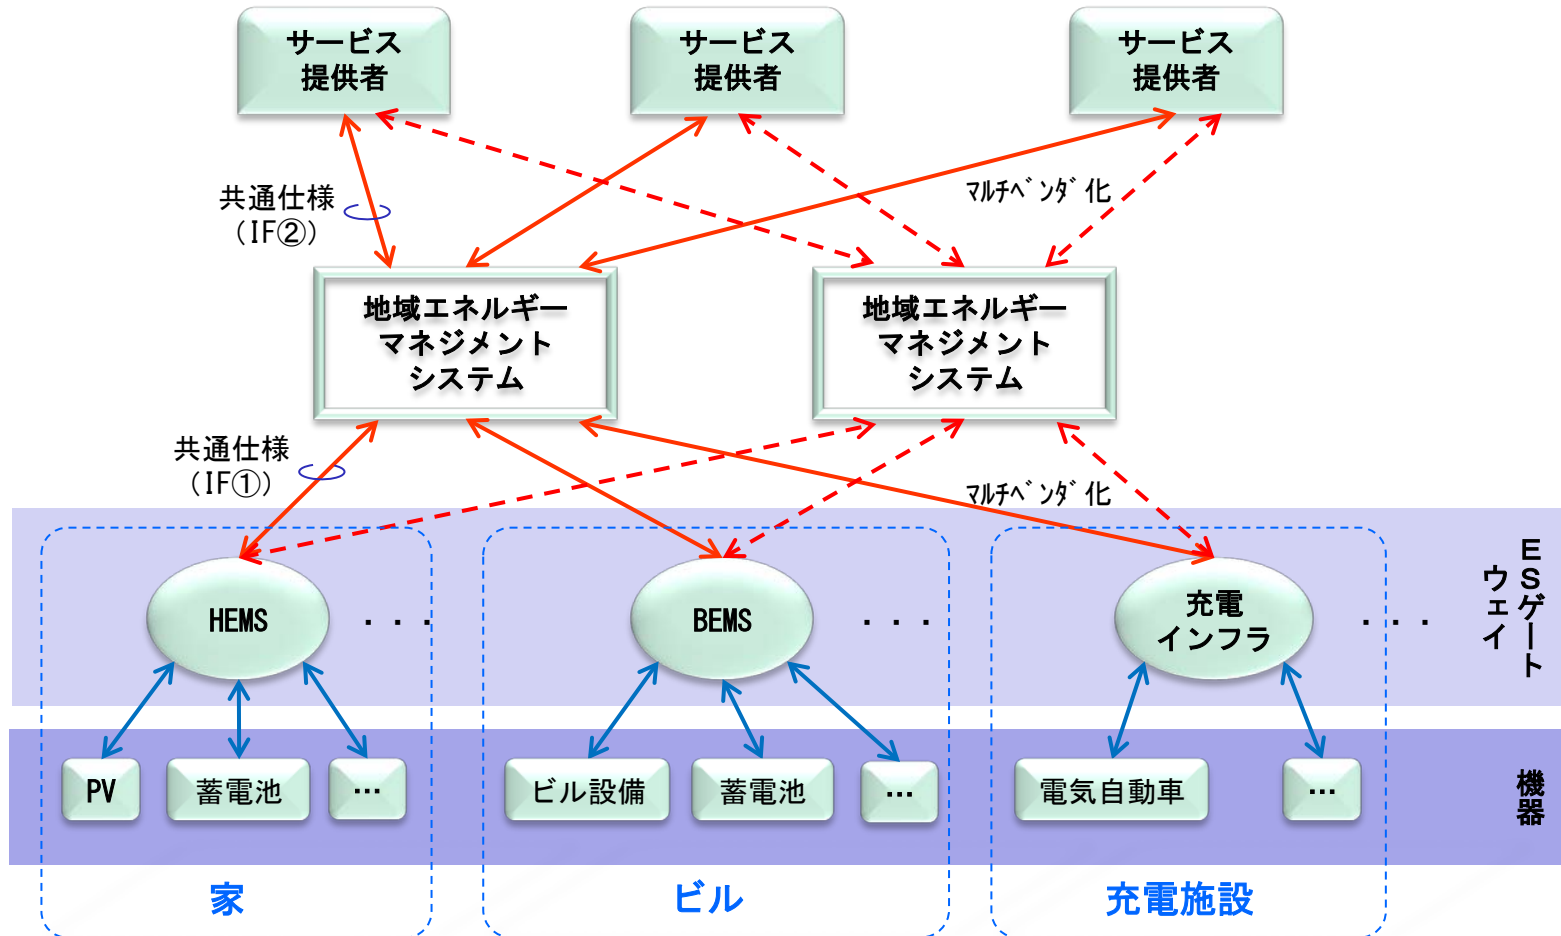 サービス
提供者
サービス
提供者
サービス
提供者
共通仕様
（IF②）
ﾏﾙﾁﾍﾞﾝﾀﾞ化
地域エネルギー
マネジメント
システム
地域エネルギー
マネジメント
システム
共通仕様
（IF①）
ﾏﾙﾁﾍﾞﾝﾀﾞ化
HEMS
・・・
BEMS
・・・
充電
インフラ
・・・
ESゲート
ウェイ
PV
蓄電池
…
ビル設備
蓄電池
…
電気自動車
…
機器
家
ビル
充電施設